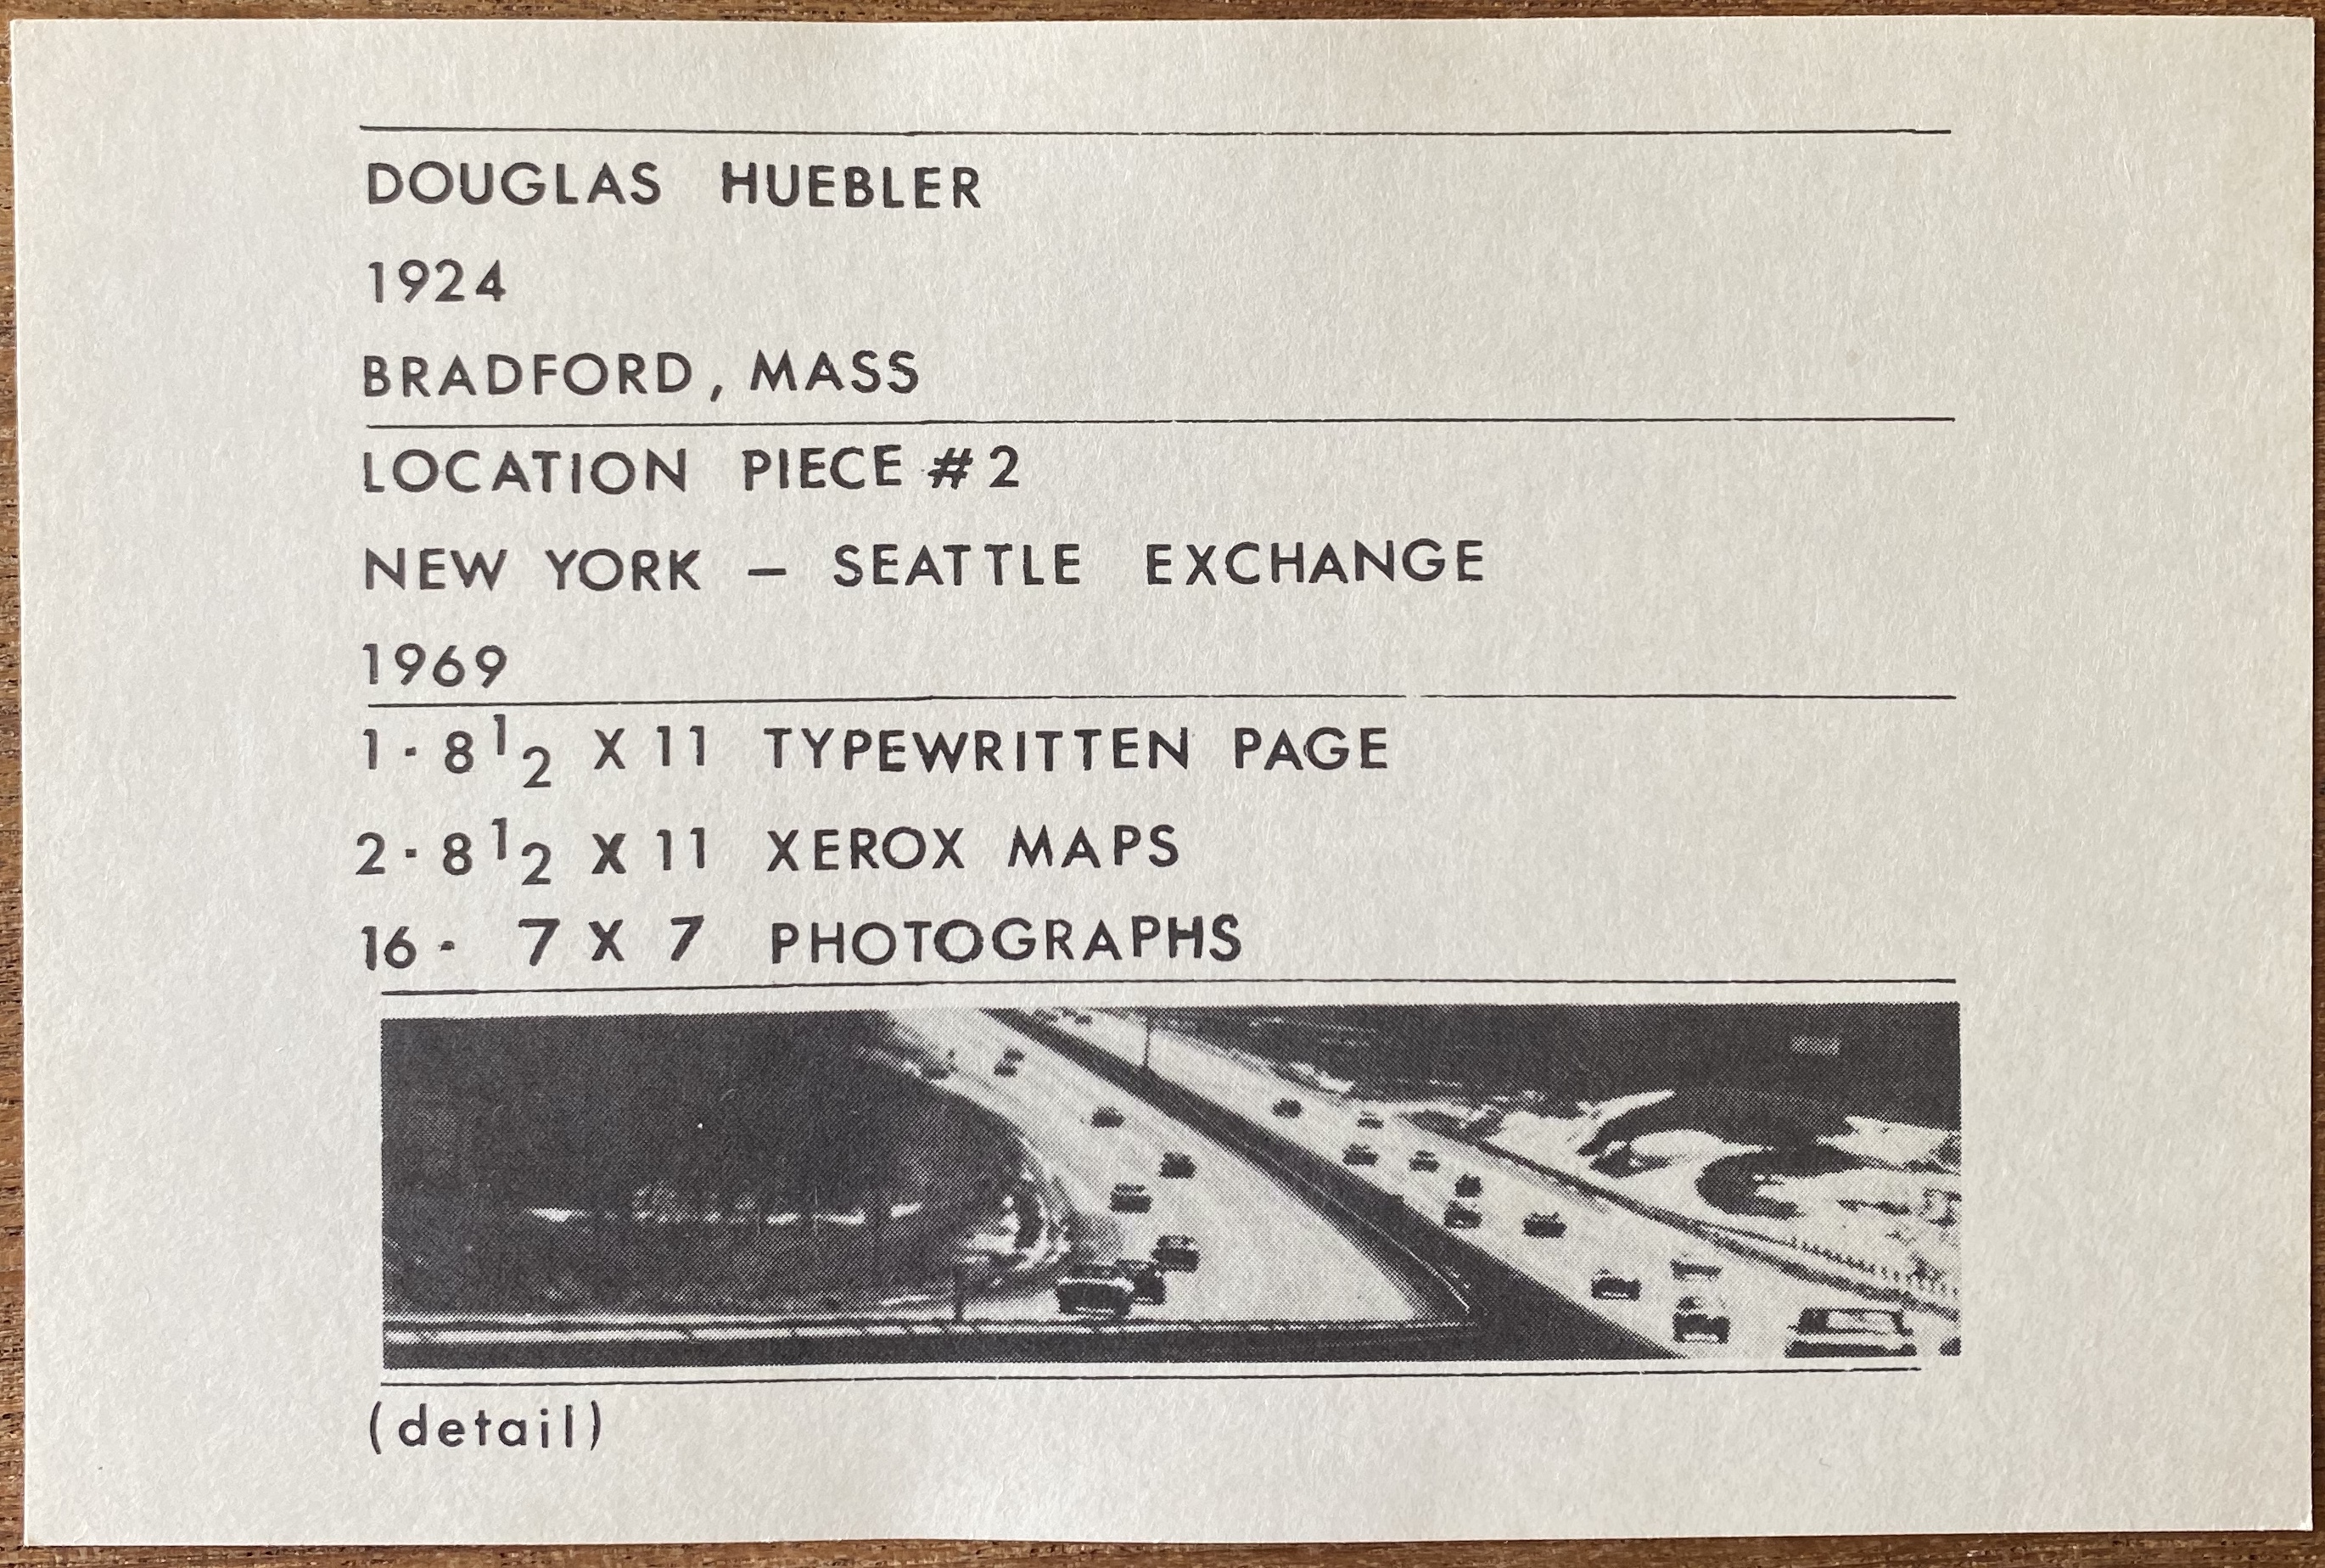 DOUGLAS HUEBLER
1924
BRADFORD, MASS
LOCATION PIECE #2
NEW YORK – SEATTLE EXCHANGE
1969
1 - 8 1/2 X 11 TYPEWRITTEN PAGE
2 - 8 1/2 X 11 XEROX MAPS
16 - 7 X 7 PHOTOGRAPHS
(detail)